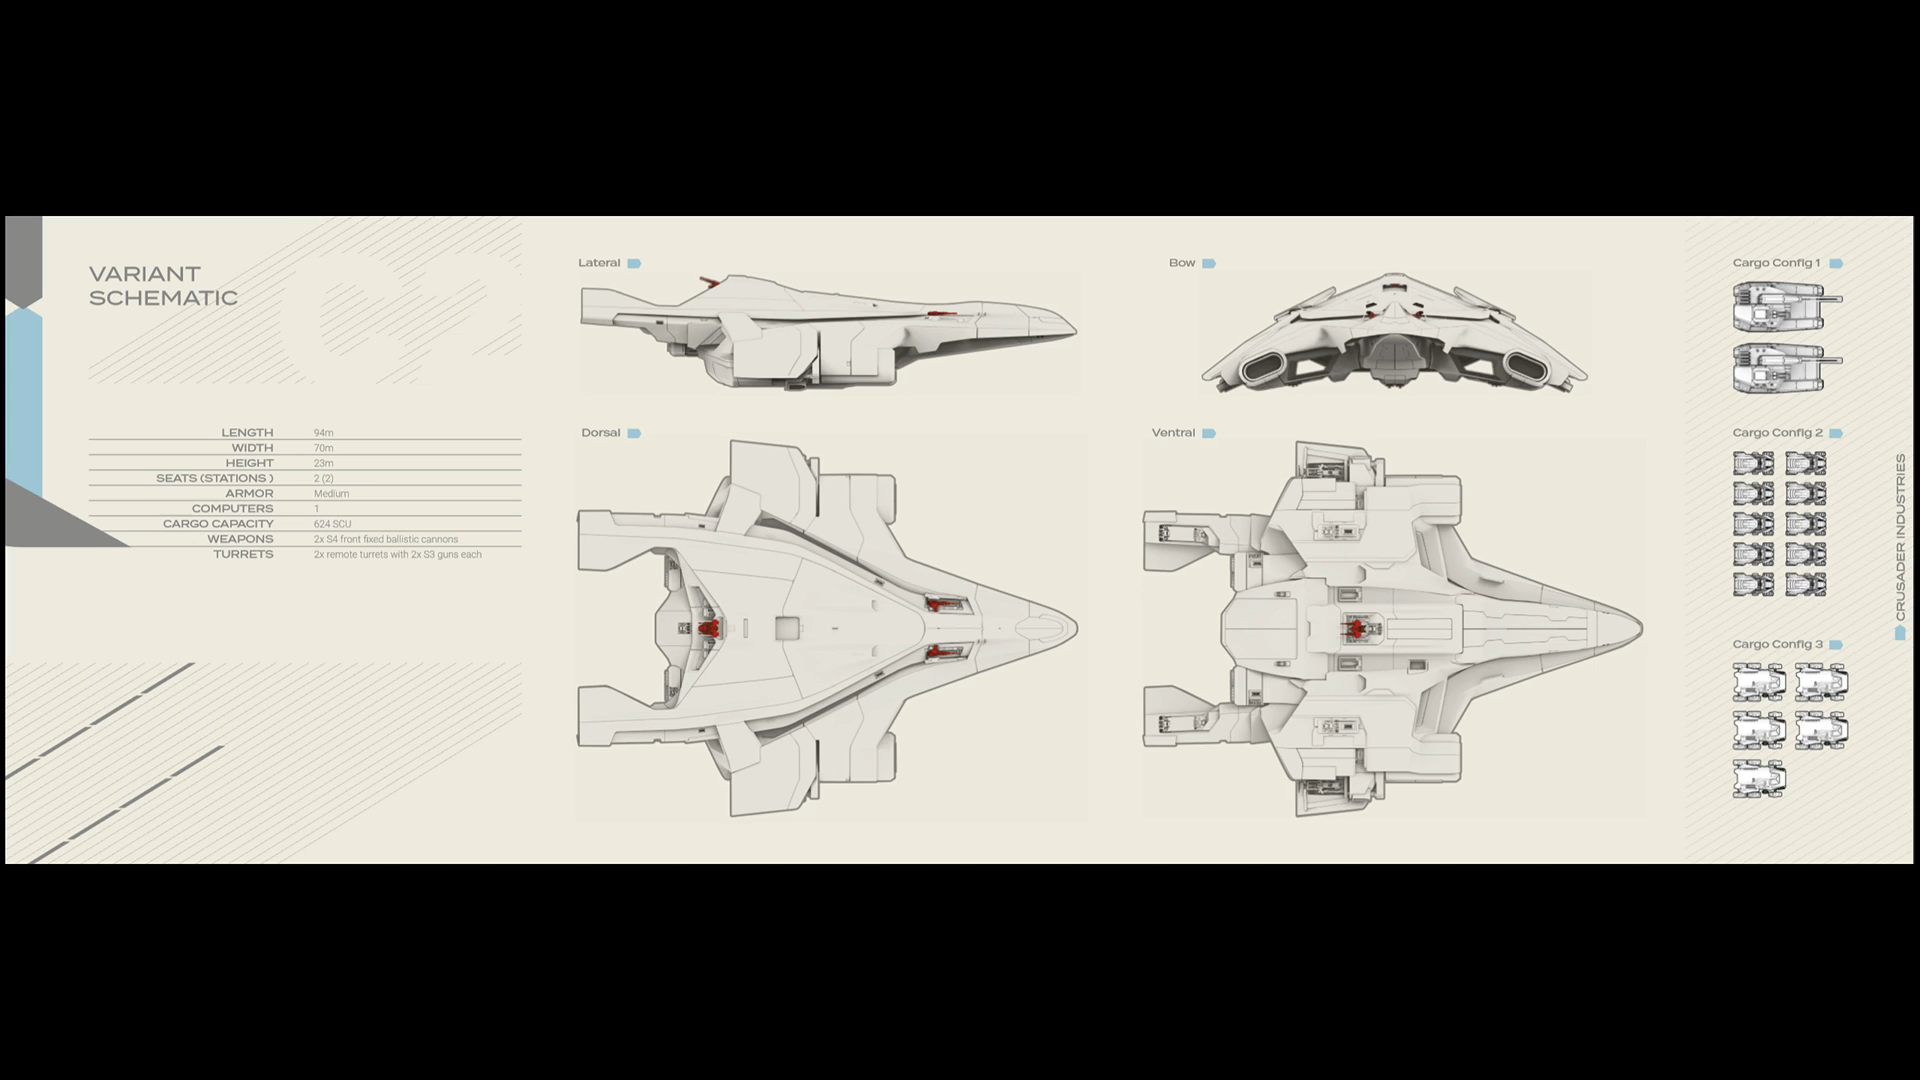 VARIANT
SCHEMATIC
C2
LENGTH 94m
WIDTH 70m
HEIGHT 23m
SEATS (STATIONS ) 2 (2)
ARMOR Medium
COMPUTERS 1
CARGO CAPACITY 624 SCU
WEAPONS 2x S4 front fixed ballistic cannons
TURRETS 2x remote turrets with 2x S3 guns each
Lateral
Bow
Dorsal
Ventral
Cargo Config 1
Cargo Config 2
Cargo Config 3
CRUSADER INDUSTRIES